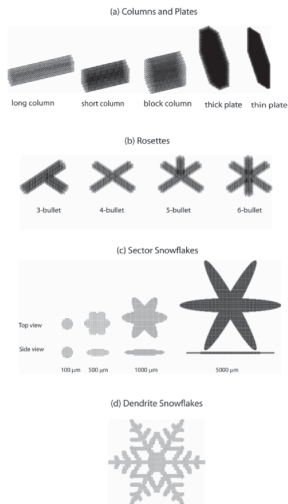 (a) Columns and Plates
long column short column block column thick plate thin plate
(b) Rosettes
3-bullet 4-bullet 5-bullet 6-bullet
(c) Sector Snowflakes
Top view
Side view
100 μm 500 μm 1000 μm 5000 μm
(d) Dendrite Snowflakes